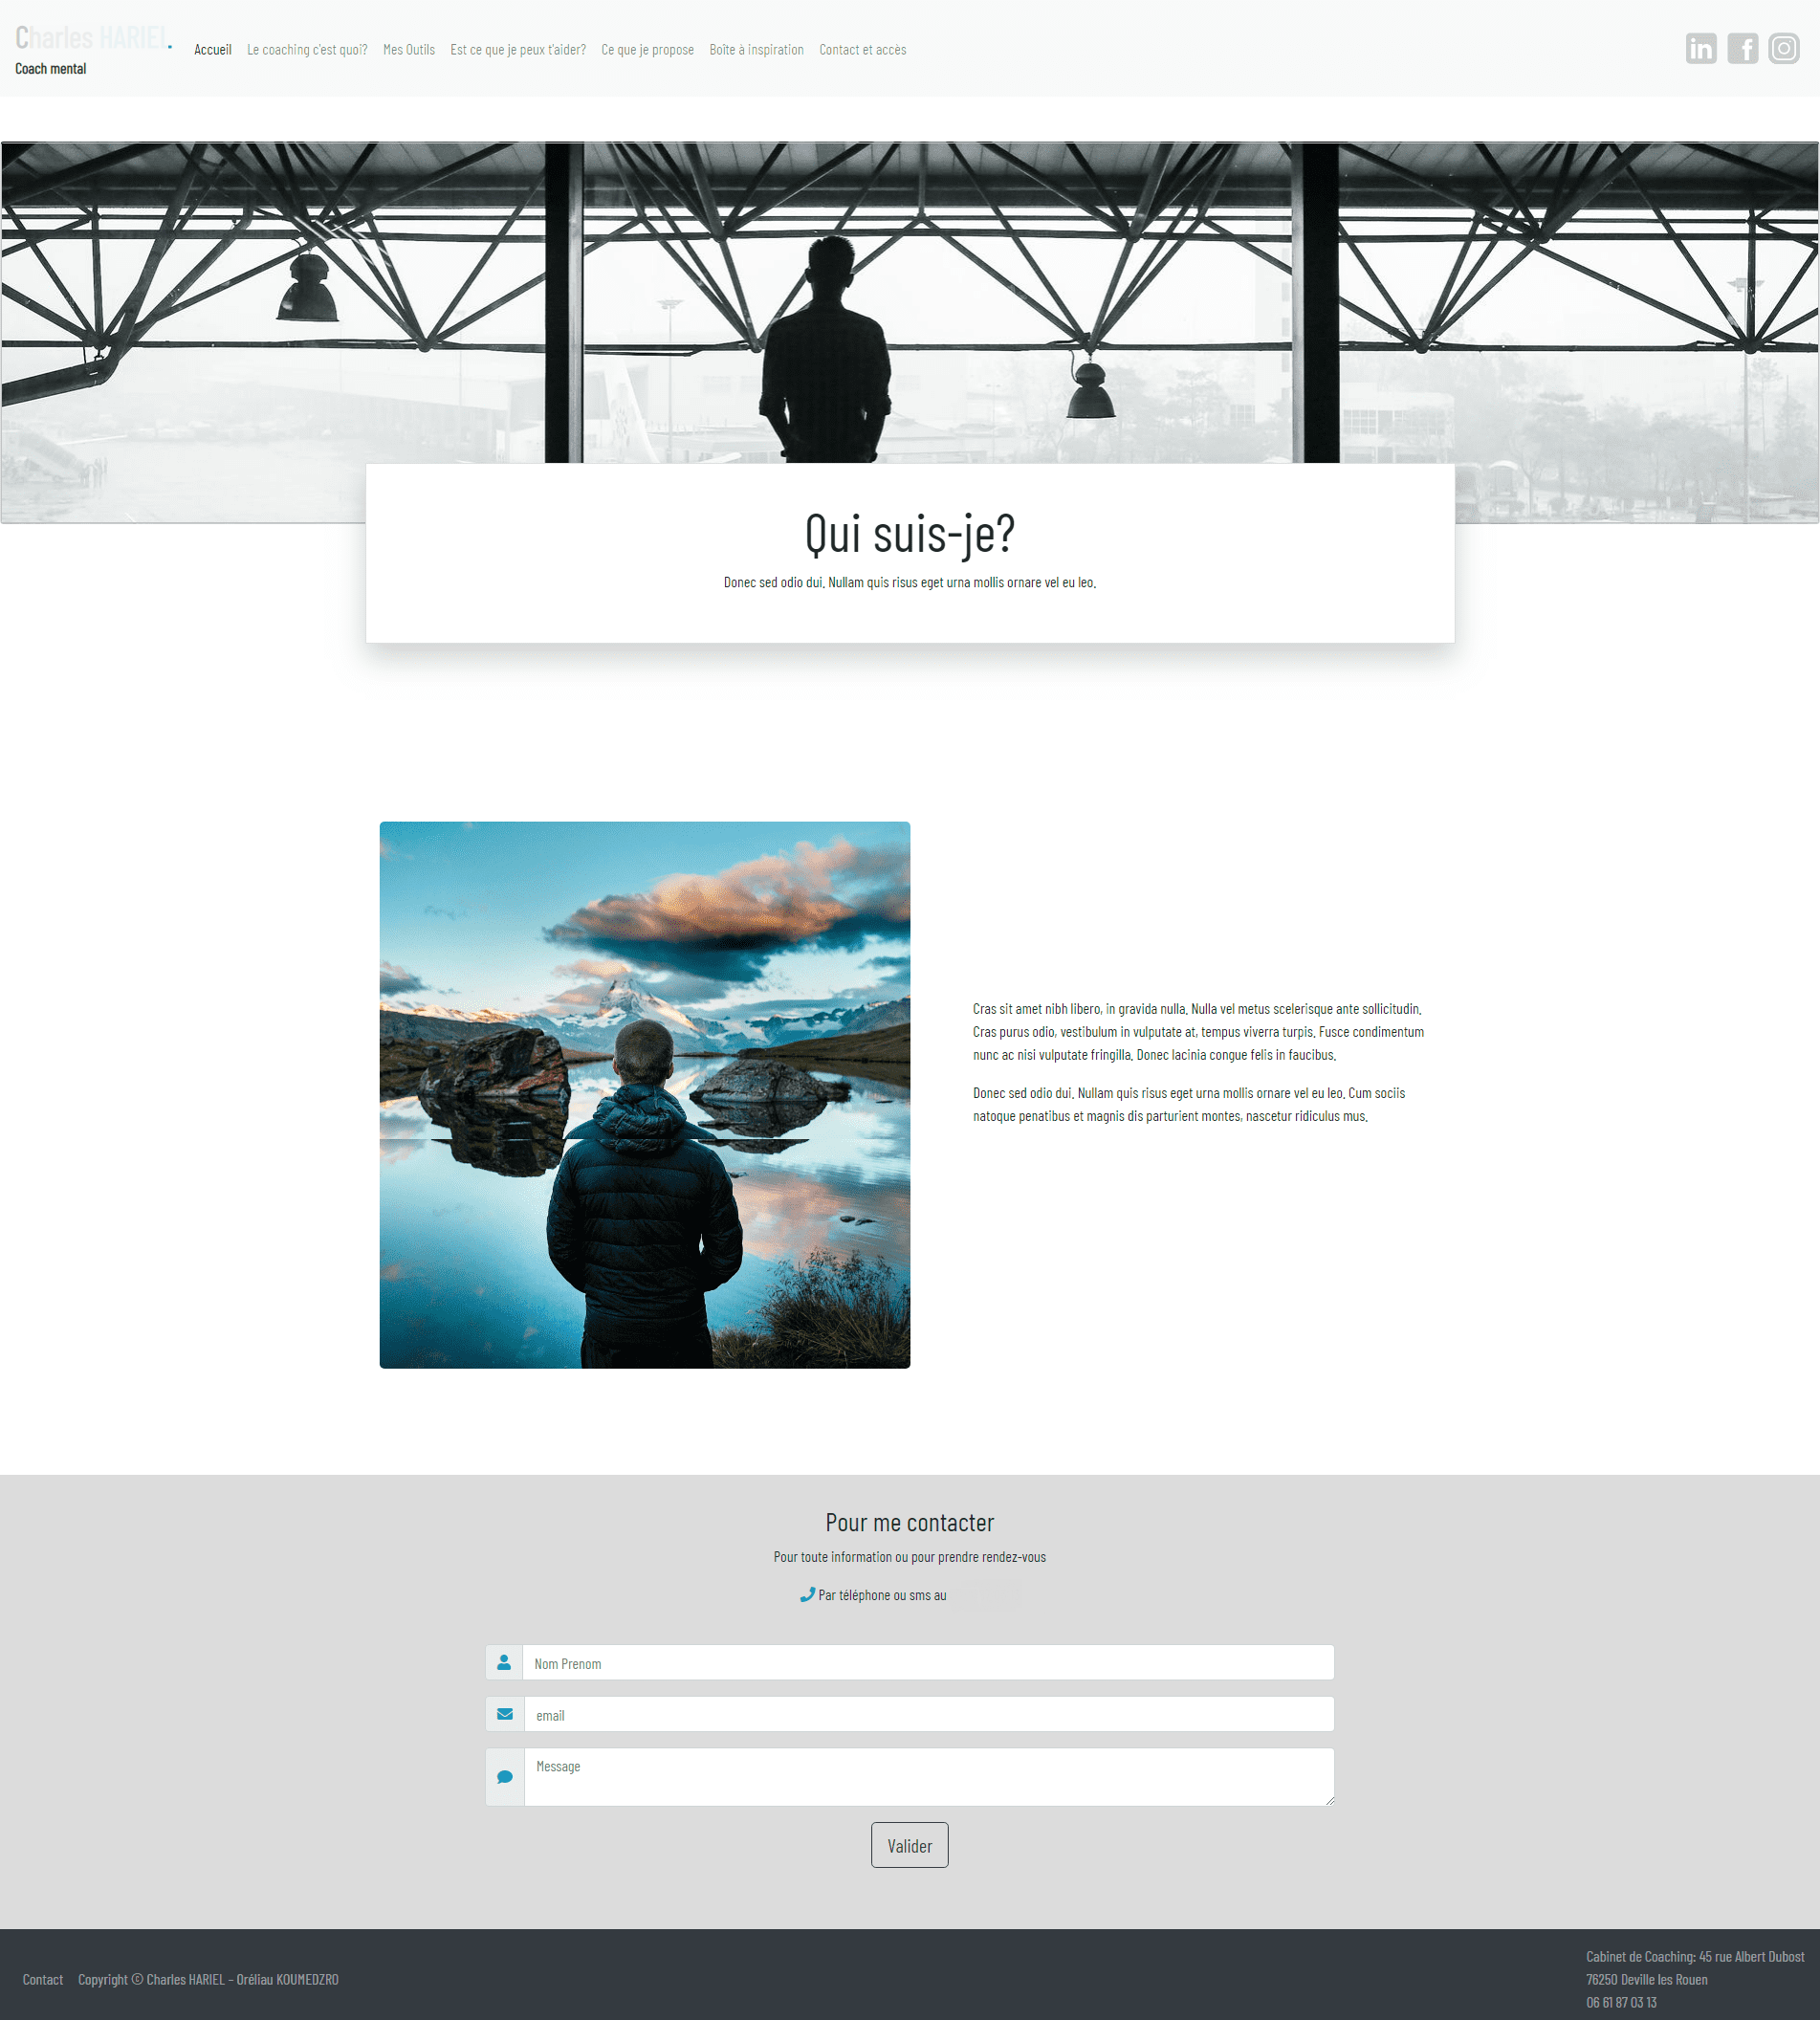 Charles HARIEL.
Coach mental
Accueil Le coaching c'est quoi? Mes Outils Est ce que je peux t'aider? Ce que je propose Boîte à inspiration Contact et accès
in f
Qui suis-je?
Donec sed odio dui. Nullam quis risus eget urna mollis ornare vel eu leo.
Cras sit amet nibh libero, in gravida nulla. Nulla vel metus scelerisque ante sollicitudin.
Cras purus odio, vestibulum in vulputate at, tempus viverra turpis. Fusce condimentum
nunc ac nisi vulputate fringilla. Donec lacinia congue felis in faucibus.
Donec sed odio dui. Nullam quis risus eget urna mollis ornare vel eu leo. Cum sociis
natoque penatibus et magnis dis parturient montes, nascetur ridiculus mus.
Pour me contacter
Pour toute information ou pour prendre rendez-vous
Par téléphone ou sms au
Nom Prenom
email
Message
Valider
Contact Copyright © Charles HARIEL - Oréliau KOUMEDZRO
Cabinet de Coaching: 45 rue Albert Dubost
76250 Deville les Rouen
06 61 87 03 13